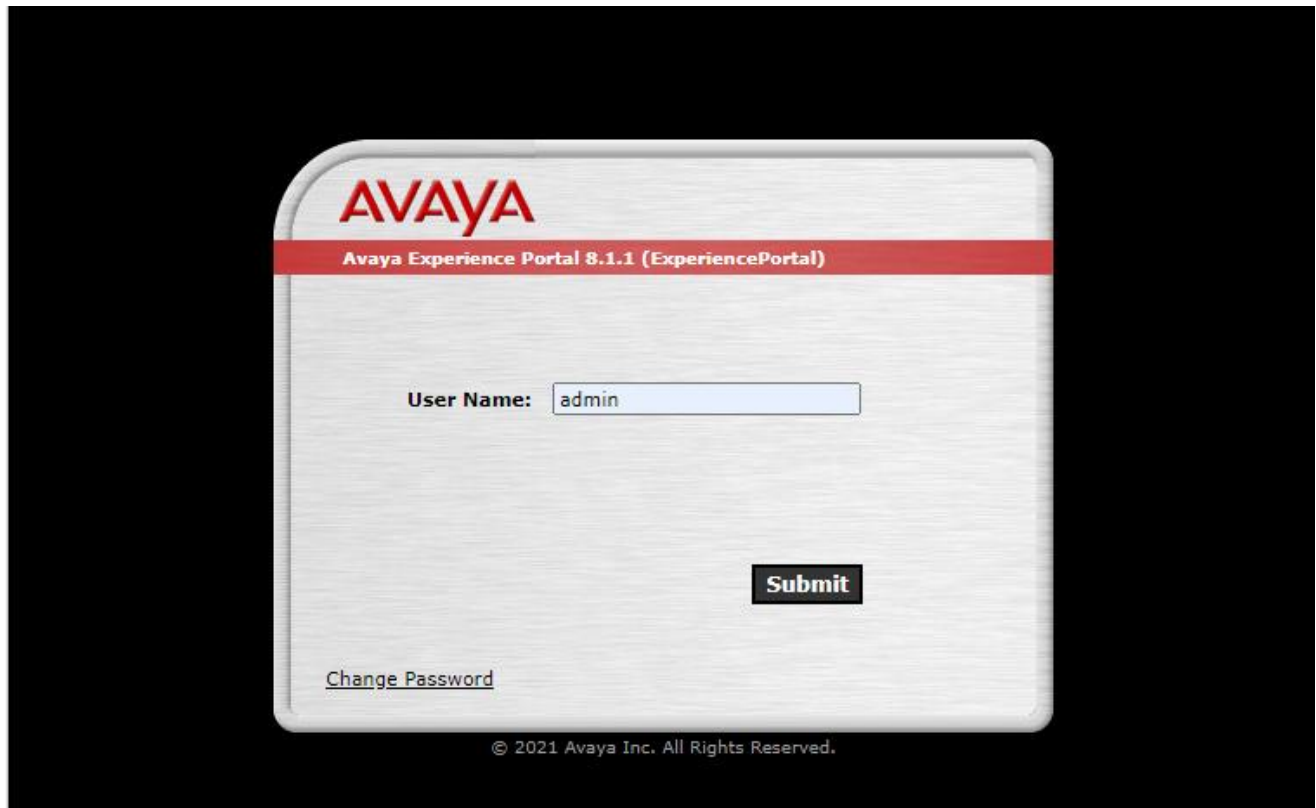 AVAYA
Avaya Experience Portal 8.1.1 (ExperiencePortal)
User Name: admin
Submit
Change Password
© 2021 Avaya Inc. All Rights Reserved.